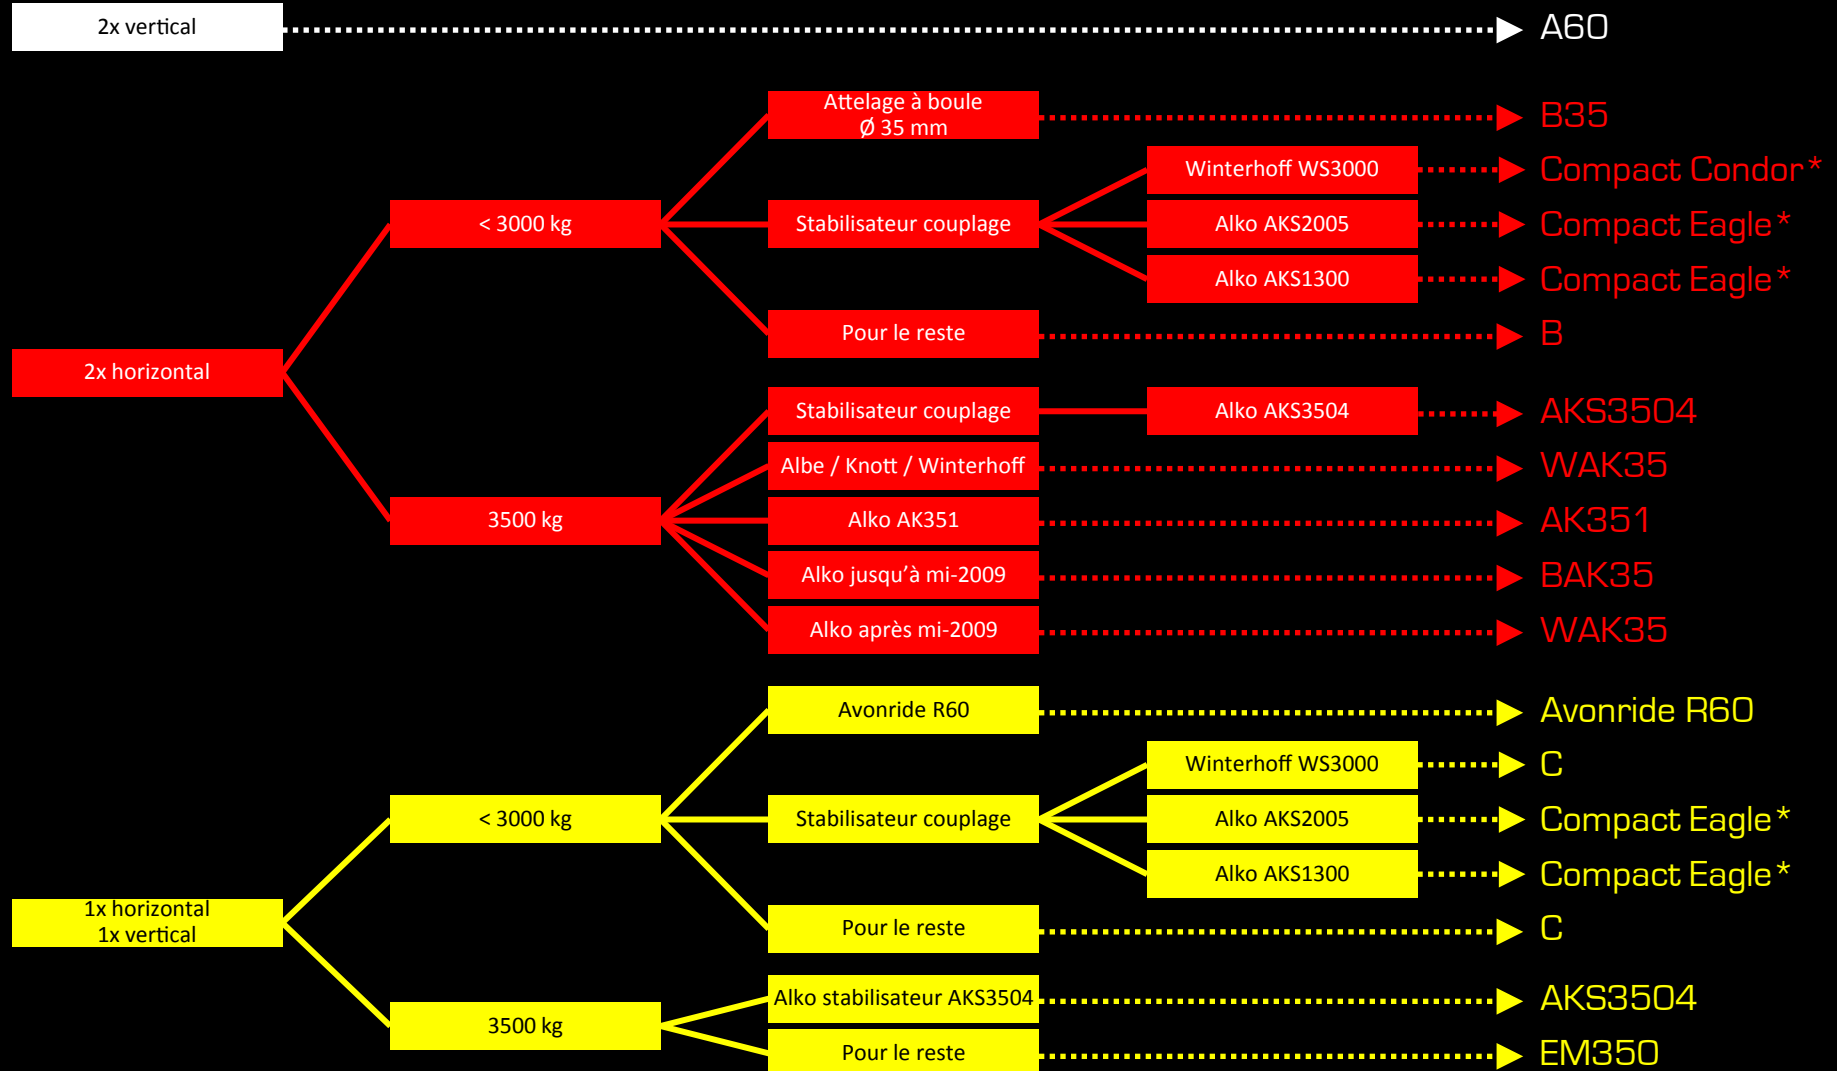 2x vertical
A60
Attelage à boule
Ø 35 mm
B35
Winterhoff WS3000
Compact Condor*
< 3000 kg
Stabilisateur couplage
Alko AKS2005
Compact Eagle*
Alko AKS1300
Compact Eagle*
Pour le reste
B
2x horizontal
Stabilisateur couplage
Alko AKS3504
AKS3504
Albe / Knott / Winterhoff
WAK35
3500 kg
Alko AK351
AK351
Alko jusqu’à mi-2009
BAK35
Alko après mi-2009
WAK35
Avonride R60
Avonride R60
Winterhoff WS3000
C
< 3000 kg
Stabilisateur couplage
Alko AKS2005
Compact Eagle*
Alko AKS1300
Compact Eagle*
1x horizontal
1x vertical
Pour le reste
C
Alko stabilisateur AKS3504
AKS3504
3500 kg
Pour le reste
EM350